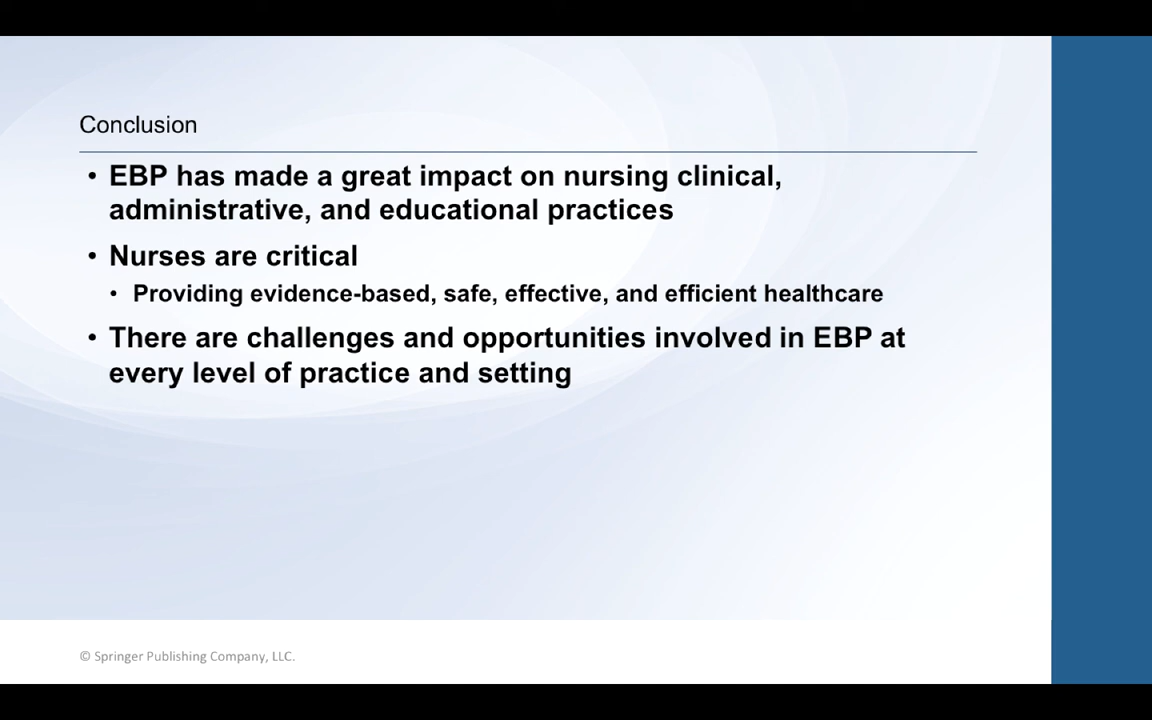 Conclusion
• EBP has made a great impact on nursing clinical,
administrative, and educational practices
• Nurses are critical
• Providing evidence-based, safe, effective, and efficient healthcare
• There are challenges and opportunities involved in EBP at
every level of practice and setting
© Springer Publishing Company, LLC.